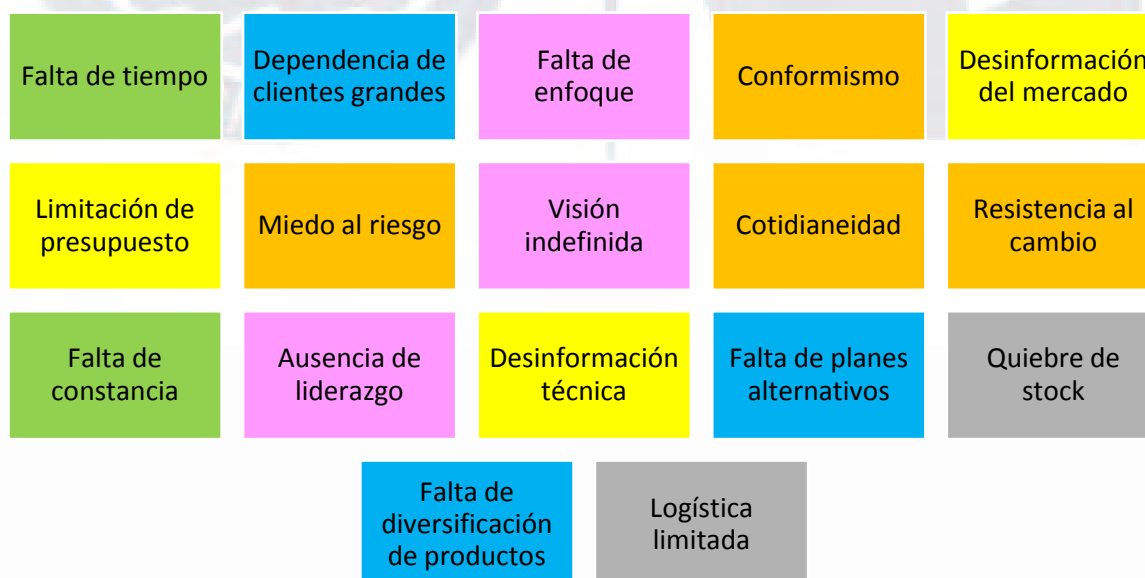 Falta de tiempo
Dependencia de
clientes grandes
Falta de
enfoque
Conformismo
Desinformación
del mercado
Limitación de
presupuesto
Miedo al riesgo
Visión
indefinida
Cotidianeidad
Resistencia al
cambio
Falta de
constancia
Ausencia de
liderazgo
Desinformación
técnica
Falta de planes
alternativos
Quiebre de
stock
Falta de
diversificación
de productos
Logística
limitada